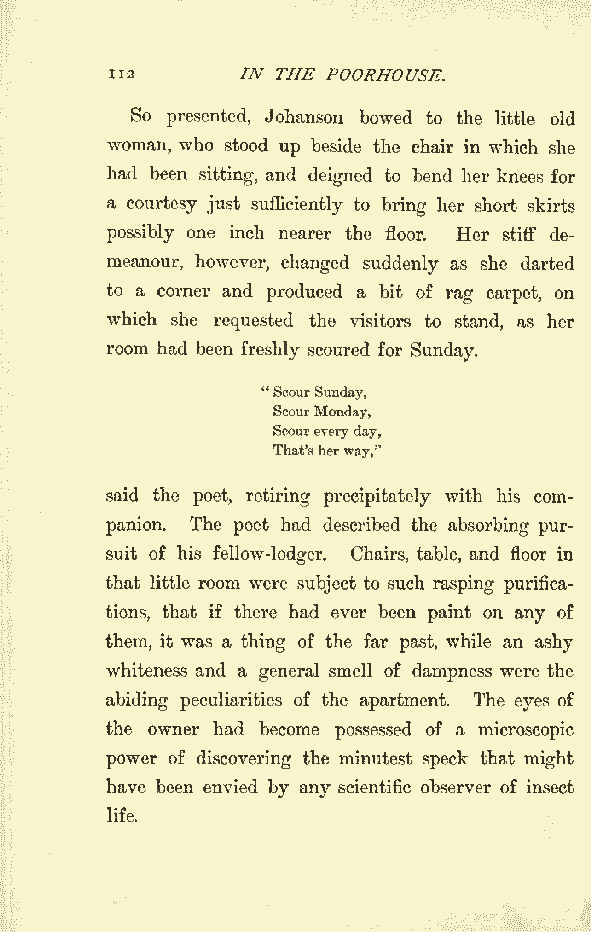 112 IN THE POORHOUSE.
So presented, Johanson bowed to the little old
woman, who stood up beside the chair in which she
had been sitting, and deigned to bend her knees for
a courtesy just sufficiently to bring her short skirts
possibly one inch nearer the floor. Her stiff de-
meanour, however, changed suddenly as she darted
to a corner and produced a bit of rag carpet, on
which she requested the visitors to stand, as her
room had been freshly scoured for Sunday.
"Scour Sunday,
Scour Monday,
Scour every day,
That's her way,"
said the poet, retiring precipitately with his com-
panion. The poet had described the absorbing pur-
suit of his fellow-lodger. Chairs, table, and floor in
that little room were subject to such rasping purifica-
tions, that if there had ever been paint on any of
them, it was a thing of the far past, while an ashy
whiteness and a general smell of dampness were the
abiding peculiarities of the apartment. The eyes of
the owner had become possessed of a microscopic
power of discovering the minutest speck that might
have been envied by any scientific observer of insect
life.